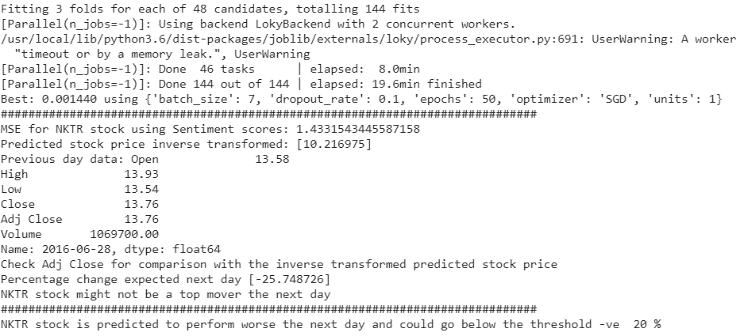 Fitting 3 folds for each of 48 candidates, totalling 144 fits
[Parallel(n_jobs=-1)]: Using backend LokyBackend with 2 concurrent workers.
/usr/local/lib/python3.6/dist-packages/joblib/externals/loky/process_executor.py:691: UserWarning: A worker
"timeout or by a memory leak.", UserWarning
[Parallel(n_jobs=-1)]: Done  46 tasks      | elapsed:  8.0min
[Parallel(n_jobs=-1)]: Done 144 out of 144 | elapsed: 19.6min finished
Best: 0.001440 using {'batch_size': 7, 'dropout_rate': 0.1, 'epochs': 50, 'optimizer': 'SGD', 'units': 1}
################################################################################
MSE for NKTR stock using Sentiment scores: 1.4331543445587158
Predicted stock price inverse transformed: [10.216975]
Previous day data: Open              13.58
High              13.93
Low               13.54
Close             13.76
Adj Close         13.76
Volume       1069700.00
Name: 2016-06-28, dtype: float64
Check Adj Close for comparison with the inverse transformed predicted stock price
Percentage change expected next day [-25.748726]
NKTR stock might not be a top mover the next day
################################################################################
NKTR stock is predicted to perform worse the next day and could go below the threshold -ve  20 %